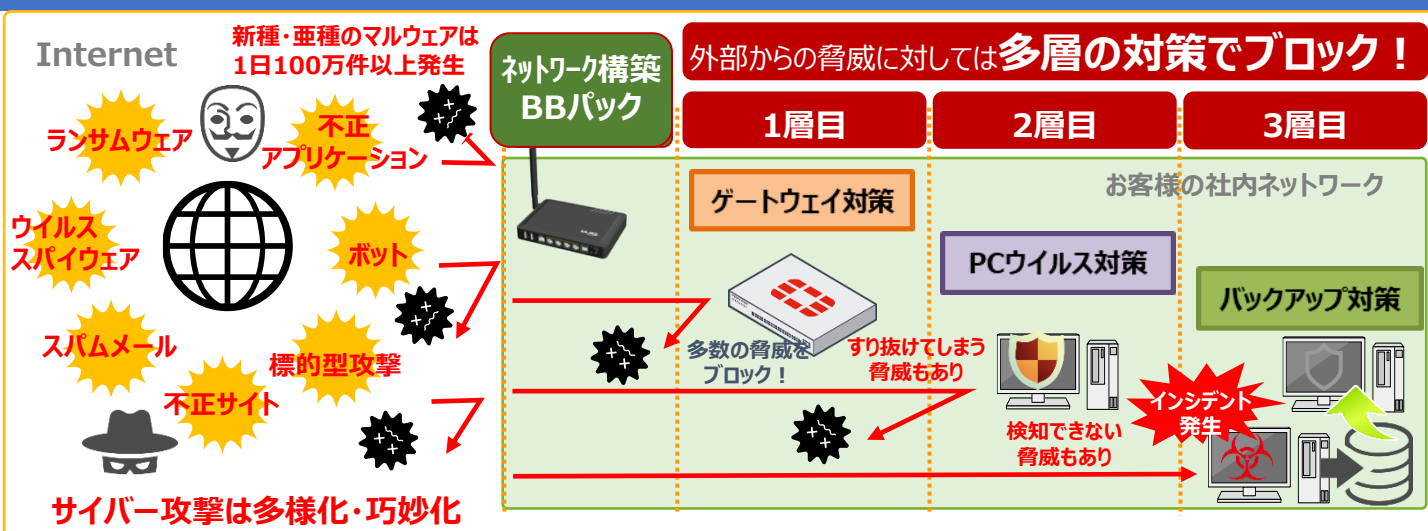 Internet
新種・亜種のマルウェアは
1日100万件以上発生
ランサムウェア
不正
アプリケーション
ウイルス
スパイウェア
ボット
スパムメール
標的型攻撃
不正サイト
サイバー攻撃は多様化・巧妙化
ネットワーク構築
BBパック
外部からの脅威に対しては多層の対策でブロック！
1層目
2層目
3層目
お客様の社内ネットワーク
ゲートウェイ対策
PCウイルス対策
バックアップ対策
多数の脅威を
ブロック！
すり抜けてしまう
脅威もあり
検知できない
脅威もあり
インシデント
発生